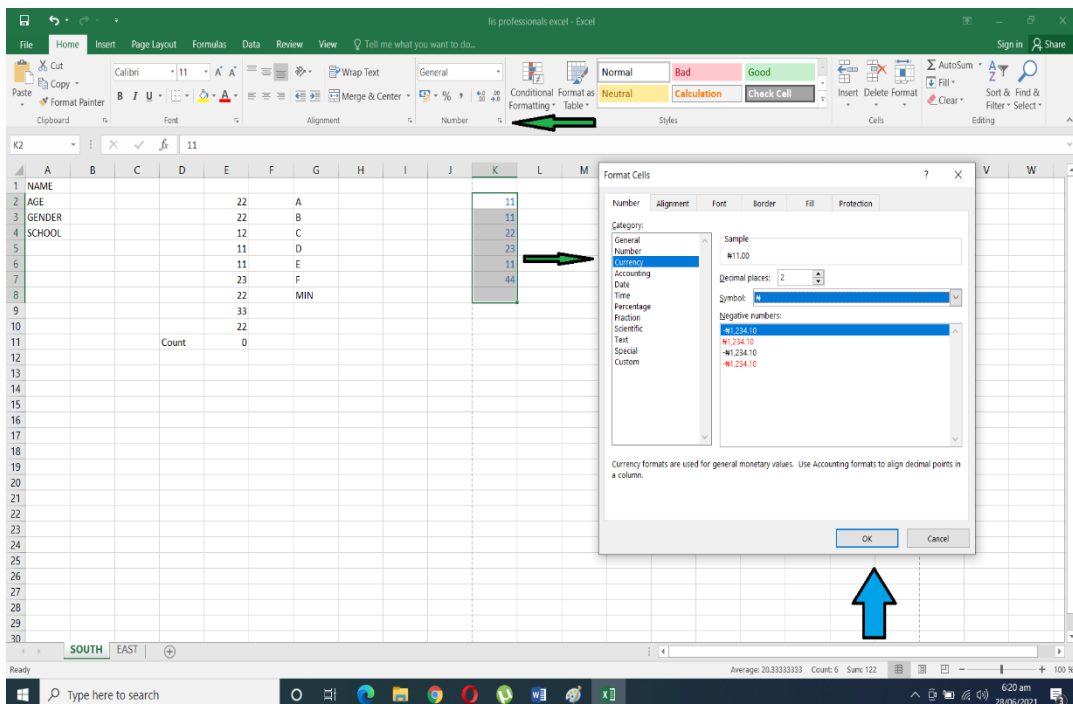 lis professionals excel - Excel
File Home Insert Page Layout Formulas Data Review View Tell me what you want to do... Sign in Share
Paste Cut Copy Format Painter
Calibri 11 A A Wrap Text General
B I U A Merge & Center % , Conditional Formatting Format as Table
Normal Bad Good
Neutral Calculation Check Cell
Insert Delete Format AutoSum Fill Clear Sort & Filter Find & Select
Clipboard Font Alignment Number Styles Cells Editing
K2 fx 11
A B C D E F G H I J K L M V W
1 NAME
2 AGE 22 A 11
3 GENDER 22 B 11
4 SCHOOL 12 C 22
5 11 D 23
6 11 E 11
7 23 F 44
8 22 MIN
9 33
10 22
11 Count 0
12
13
14
15
16
17
18
19
20
21
22
23
24
25
26
27
28
29
30
Format Cells ? X
Number Alignment Font Border Fill Protection
Category:
General
Number
Currency
Accounting
Date
Time
Percentage
Fraction
Scientific
Text
Special
Custom
Sample
₦11.00
Decimal places: 2
Symbol: ₦
Negative numbers:
-₦1,234.10
₦1,234.10
-₦1,234.10
-₦1,234.10
Currency formats are used for general monetary values. Use Accounting formats to align decimal points in
a column.
OK Cancel
SOUTH EAST
Ready Average: 20.33333333 Count: 6 Sum: 122 100 %
Type here to search 6:20 am
28/06/2021